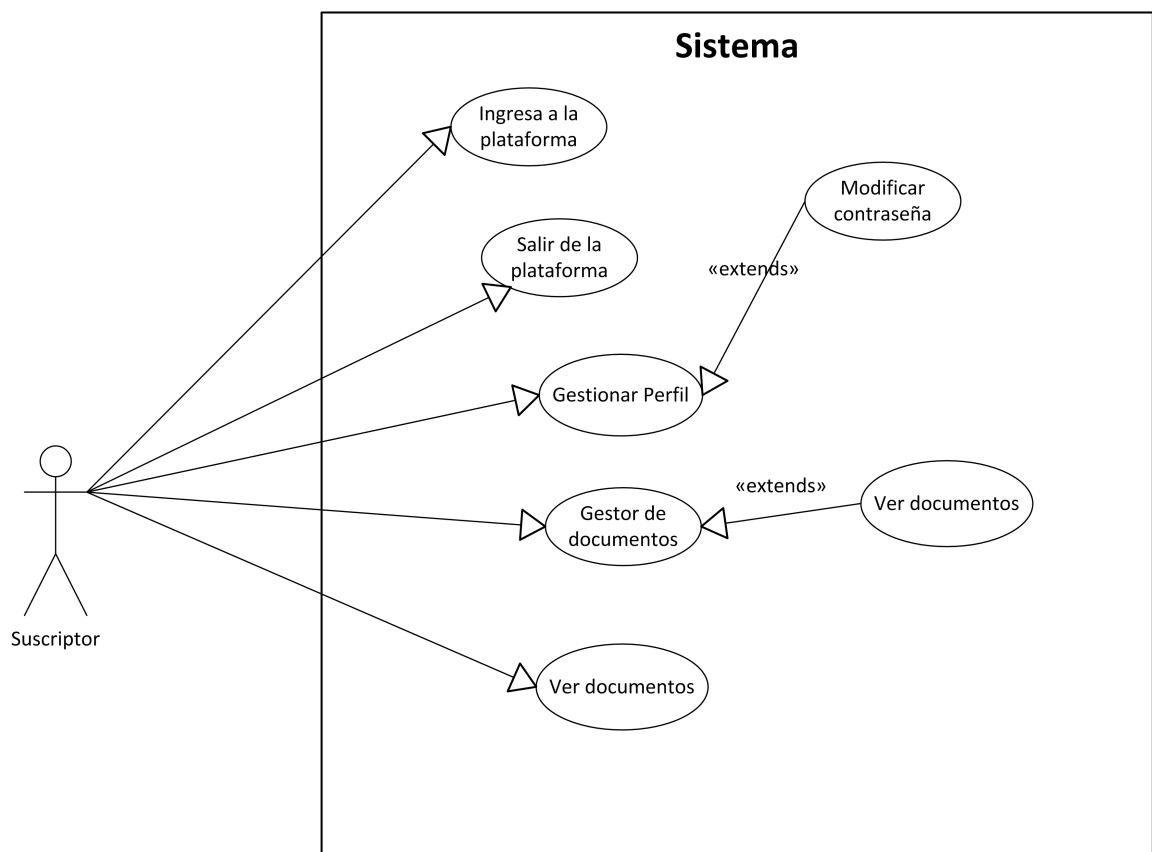 Sistema
Ingresa a la
plataforma
Modificar
contraseña
Salir de la
plataforma
«extends»
Gestionar Perfil
«extends»
Ver documentos
Gestor de
documentos
Suscriptor
Ver documentos